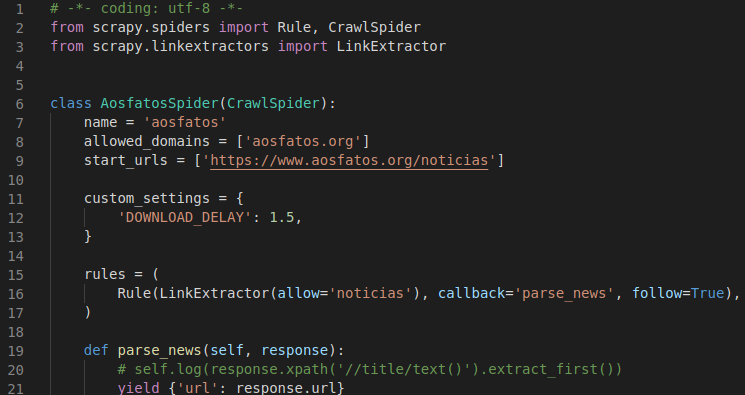 1 # -*- coding: utf-8 -*-
2 from scrapy.spiders import Rule, CrawlSpider
3 from scrapy.linkextractors import LinkExtractor
4
5
6 class AosfatosSpider(CrawlSpider):
7     name = 'aosfatos'
8     allowed_domains = ['aosfatos.org']
9     start_urls = ['https://www.aosfatos.org/noticias']
10
11     custom_settings = {
12         'DOWNLOAD_DELAY': 1.5,
13     }
14
15     rules = (
16         Rule(LinkExtractor(allow='noticias'), callback='parse_news', follow=True),
17     )
18
19     def parse_news(self, response):
20         # self.log(response.xpath('//title/text()').extract_first())
21         yield {'url': response.url}